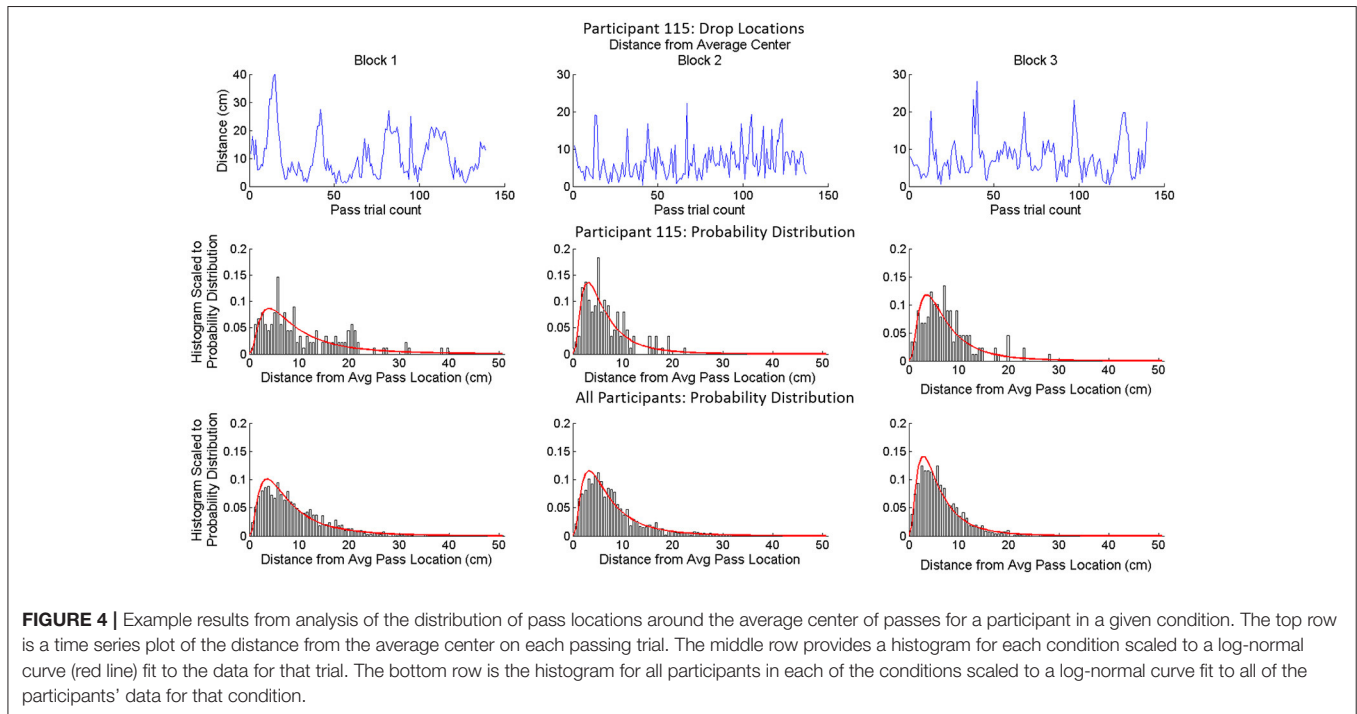 Participant 115: Drop Locations
Distance from Average Center
Block 1
Block 2
Block 3
Distance (cm)
40
30
20
10
0
0 50 100 150
Pass trial count
30
20
10
0
0 50 100 150
Pass trial count
30
20
10
0
0 50 100 150
Pass trial count
Participant 115: Probability Distribution
Histogram Scaled to
Probability Distribution
0.2
0.15
0.1
0.05
0
0 10 20 30 40 50
Distance from Avg Pass Location (cm)
0.2
0.15
0.1
0.05
0
0 10 20 30 40 50
Distance from Avg Pass Location (cm)
0.2
0.15
0.1
0.05
0
0 10 20 30 40 50
Distance from Avg Pass Location (cm)
All Participants: Probability Distribution
Histogram Scaled to
Probability Distribution
0.2
0.15
0.1
0.05
0
0 10 20 30 40 50
Distance from Avg Pass Location (cm)
0.2
0.15
0.1
0.05
0
0 10 20 30 40 50
Distance from Avg Pass Location
0.2
0.15
0.1
0.05
0
0 10 20 30 40 50
Distance from Avg Pass Location (cm)
FIGURE 4 | Example results from analysis of the distribution of pass locations around the average center of passes for a participant in a given condition. The top row
is a time series plot of the distance from the average center on each passing trial. The middle row provides a histogram for each condition scaled to a log-normal
curve (red line) fit to the data for that trial. The bottom row is the histogram for all participants in each of the conditions scaled to a log-normal curve fit to all of the
participants’ data for that condition.